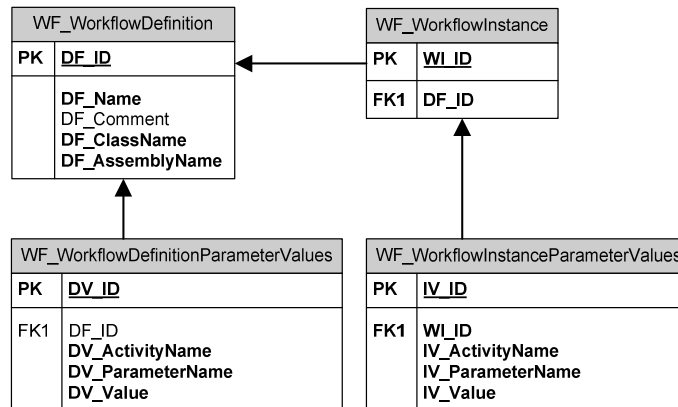 WF_WorkflowDefinition
PK DF_ID
DF_Name
DF_Comment
DF_ClassName
DF_AssemblyName
WF_WorkflowInstance
PK WI_ID
FK1 DF_ID
WF_WorkflowDefinitionParameterValues
PK DV_ID
FK1 DF_ID
DV_ActivityName
DV_ParameterName
DV_Value
WF_WorkflowInstanceParameterValues
PK IV_ID
FK1 WI_ID
IV_ActivityName
IV_ParameterName
IV_Value